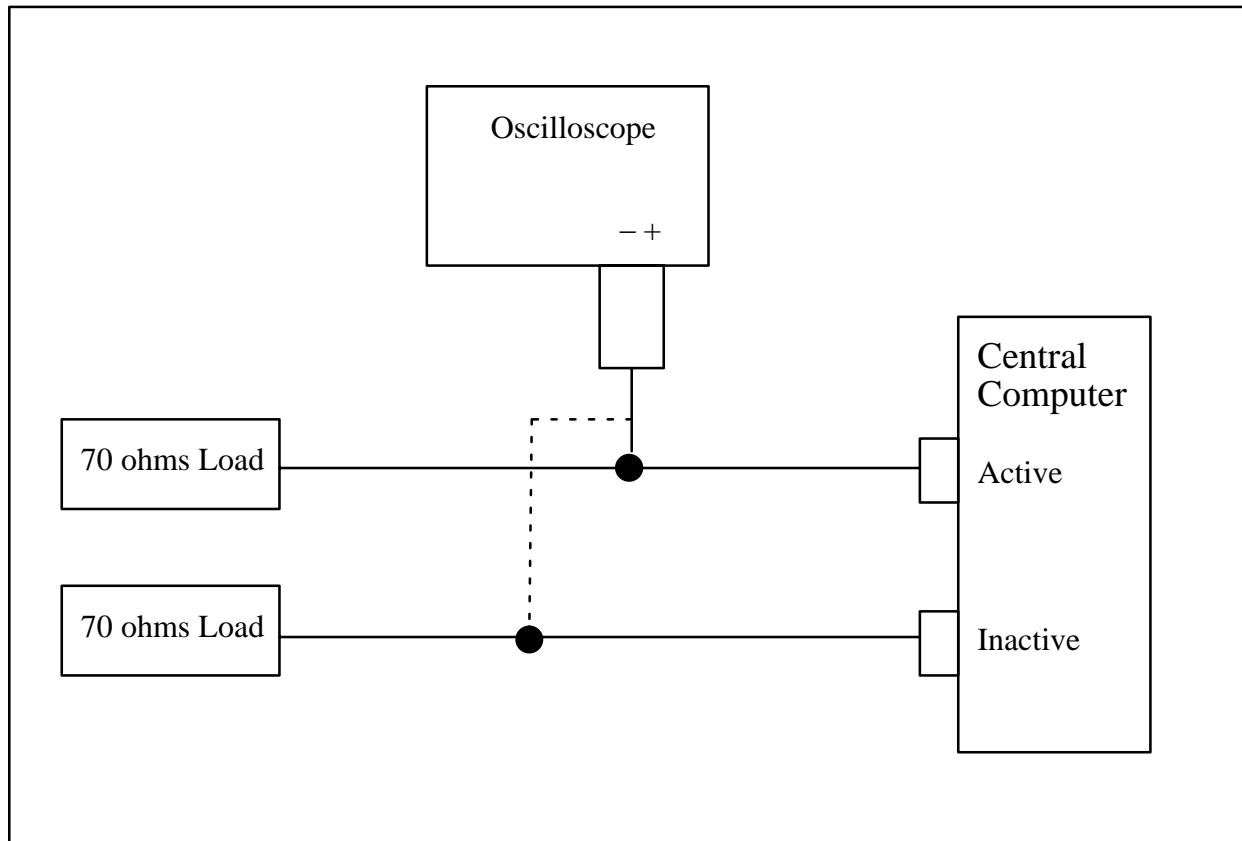 Oscilloscope
– +
Central
Computer
70 ohms Load
Active
70 ohms Load
Inactive